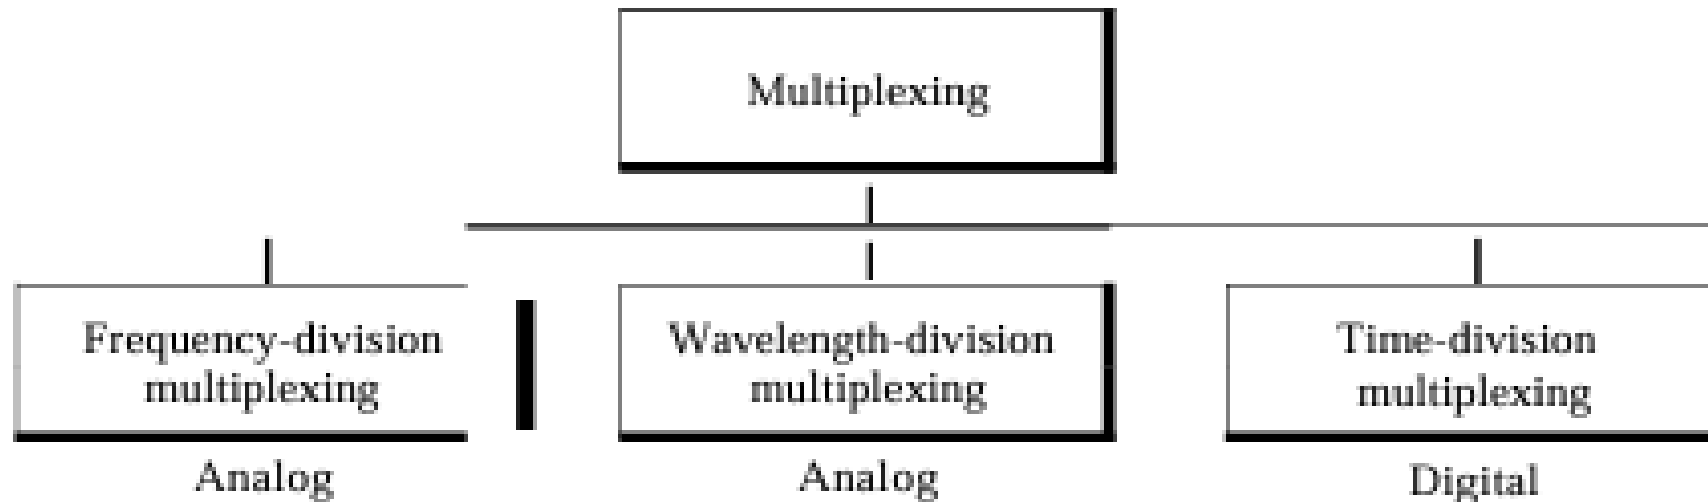 Multiplexing
Frequency-division
multiplexing
Wavelength-division
multiplexing
Time-division
multiplexing
Analog
Analog
Digital